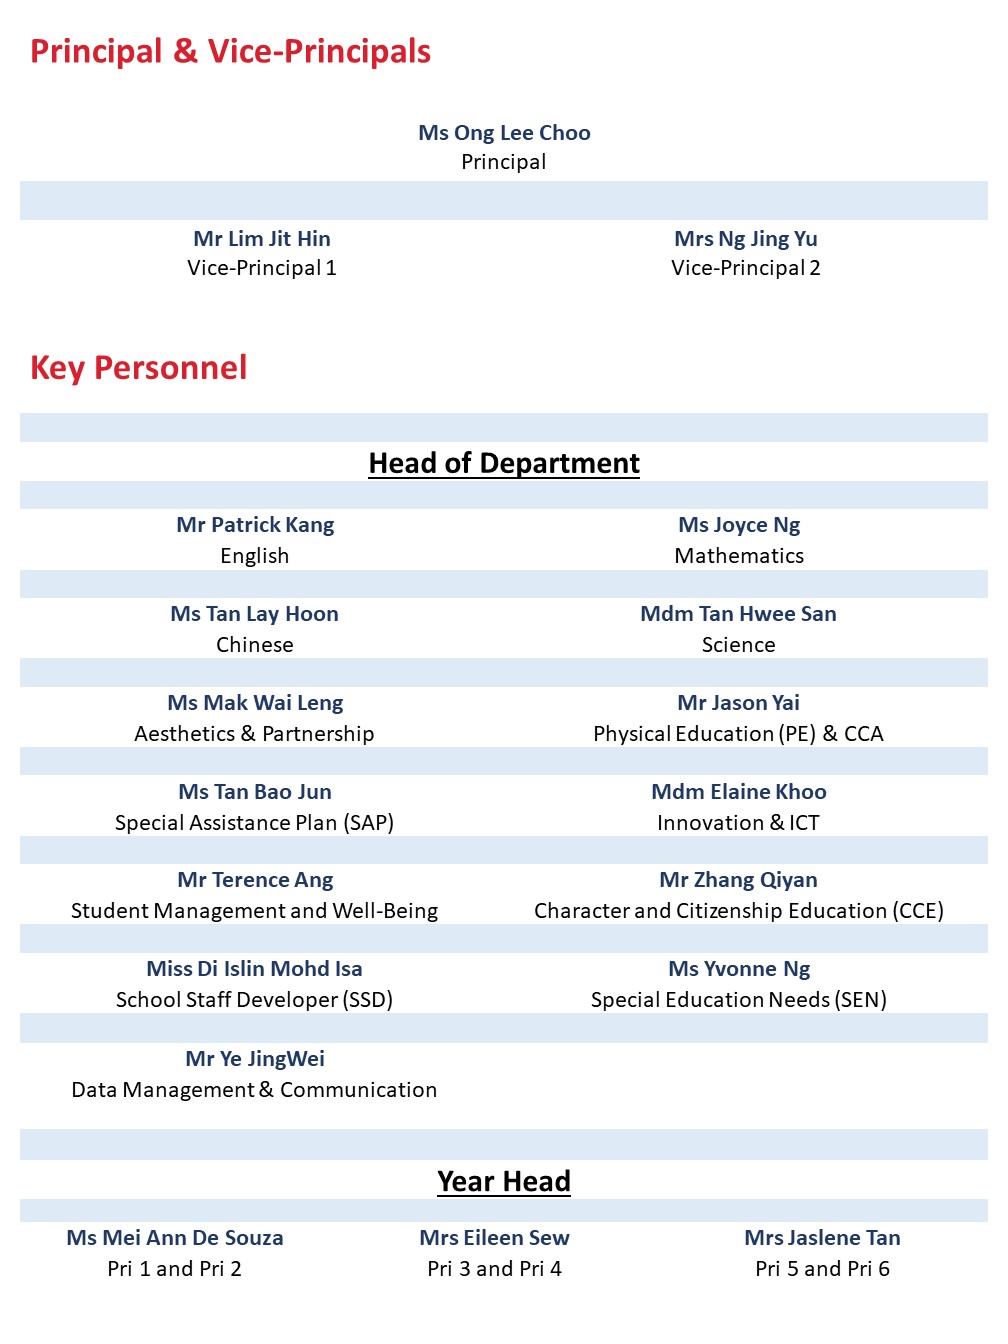 Principal & Vice-Principals
Ms Ong Lee Choo
Principal
Mr Lim Jit Hin
Mrs Ng Jing Yu
Vice-Principal 1
Vice-Principal 2
Key Personnel
Head of Department
Mr Patrick Kang
Ms Joyce Ng
English
Mathematics
Ms Tan Lay Hoon
Mdm Tan Hwee San
Chinese
Science
Ms Mak Wai Leng
Mr Jason Yai
Aesthetics & Partnership
Physical Education (PE) & CCA
Ms Tan Bao Jun
Mdm Elaine Khoo
Special Assistance Plan (SAP)
Innovation & ICT
Mr Terence Ang
Mr Zhang Qiyan
Student Management and Well-Being
Character and Citizenship Education (CCE)
Miss Di Islin Mohd Isa
Ms Yvonne Ng
School Staff Developer (SSD)
Special Education Needs (SEN)
Mr Ye JingWei
Data Management & Communication
Year Head
Ms Mei Ann De Souza
Mrs Eileen Sew
Mrs Jaslene Tan
Pri 1 and Pri 2
Pri 3 and Pri 4
Pri 5 and Pri 6